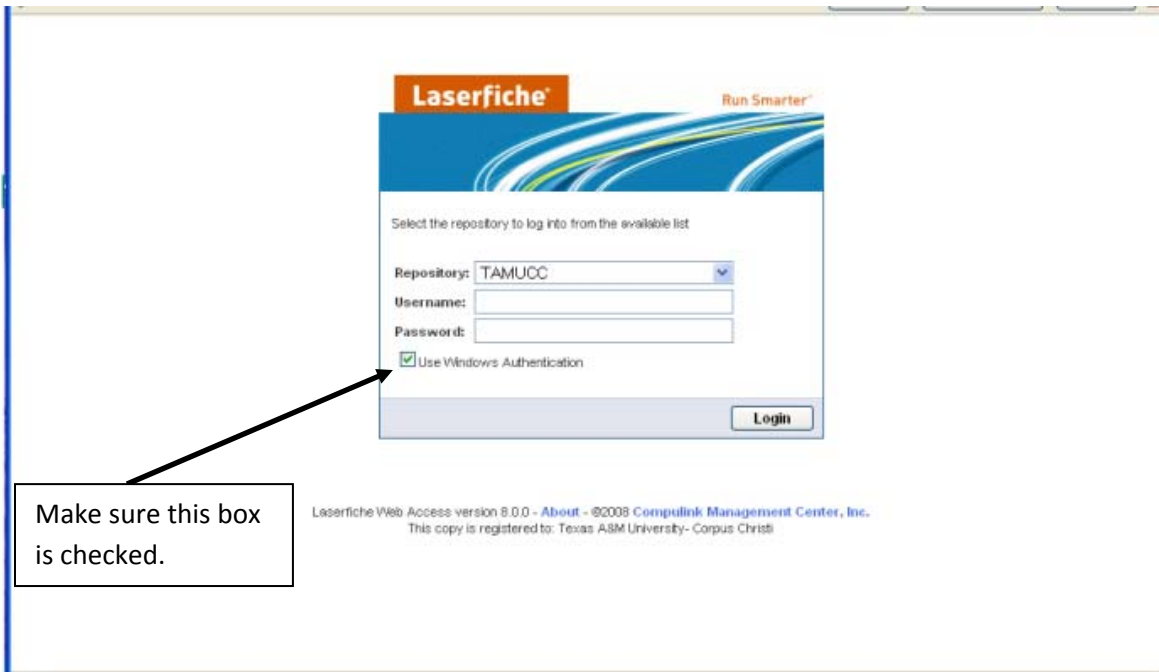 Laserfiche®
Run Smarter™
Select the repository to log into from the available list
Repository: TAMUCC
Username:
Password:
Use Windows Authentication
Login
Make sure this box
is checked.
Laserfiche Web Access version 8.0.0 - About - ©2008 Compulink Management Center, Inc.
This copy is registered to: Texas A&M University- Corpus Christi